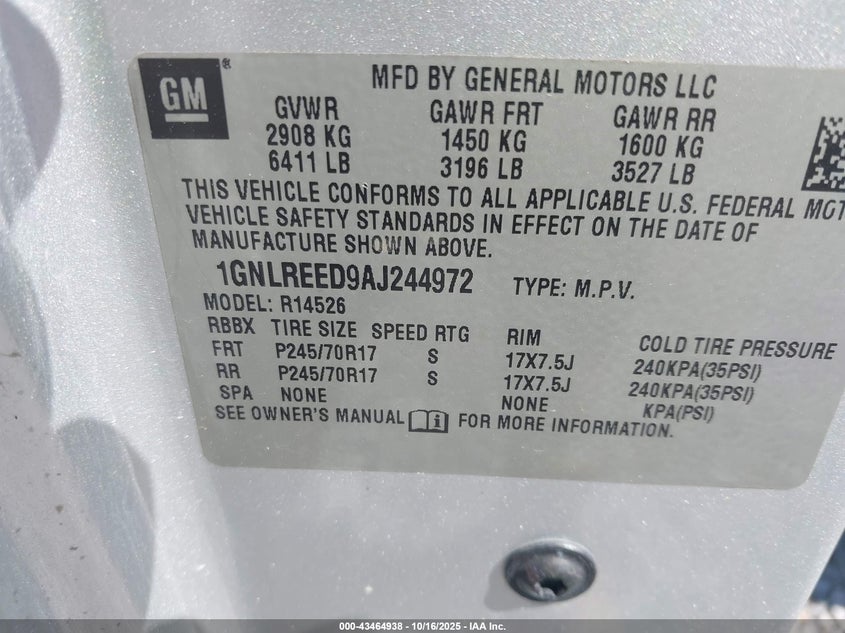 GM ®
MFD BY GENERAL MOTORS LLC
GVWR GAWR FRT GAWR RR
2908 KG 1450 KG 1600 KG
6411 LB 3196 LB 3527 LB
THIS VEHICLE CONFORMS TO ALL APPLICABLE U.S. FEDERAL MOT
VEHICLE SAFETY STANDARDS IN EFFECT ON THE DATE OF
MANUFACTURE SHOWN ABOVE.
1GNLREED9AJ244972 TYPE: M.P.V.
MODEL: R14526
RBBX TIRE SIZE SPEED RTG RIM COLD TIRE PRESSURE
FRT P245/70R17 S 17X7.5J 240KPA(35PSI)
RR P245/70R17 S 17X7.5J 240KPA(35PSI)
SPA NONE NONE KPA(PSI)
SEE OWNER'S MANUAL i FOR MORE INFORMATION.
000-43464938 - 10/16/2025 - IAA Inc.